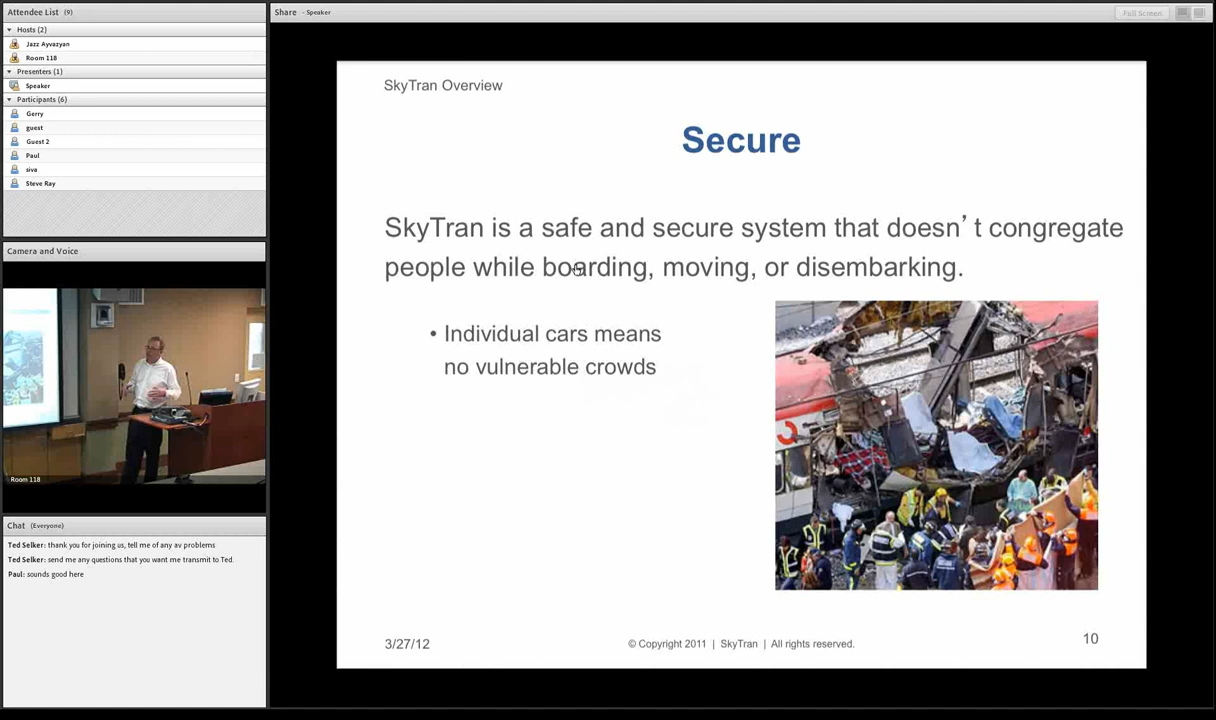 Attendee List (9)
Hosts (2)
Jazz Ayvazyan
Room 118
Presenters (1)
Speaker
Participants (6)
Gerry
guest
Guest 2
Paul
siva
Steve Ray
Camera and Voice
Room 118
Chat (Everyone)
Ted Selker: thank you for joining us, tell me of any av problems
Ted Selker: send me any questions that you want me transmit to Ted.
Paul: sounds good here
Share - Speaker
Full Screen
SkyTran Overview
Secure
SkyTran is a safe and secure system that doesn’t congregate
people while boarding, moving, or disembarking.
• Individual cars means
no vulnerable crowds
3/27/12
© Copyright 2011 | SkyTran | All rights reserved.
10